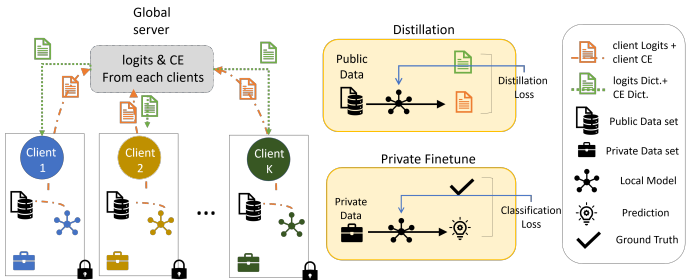 Global
server
logits & CE
From each clients
Client
1
Client
2
Client
K
...
Distillation
Public
Data
Distillation
Loss
Private Finetune
Private
Data
Classification
Loss
client Logits +
client CE
logits Dict.+
CE Dict.
Public Data set
Private Data set
Local Model
Prediction
Ground Truth